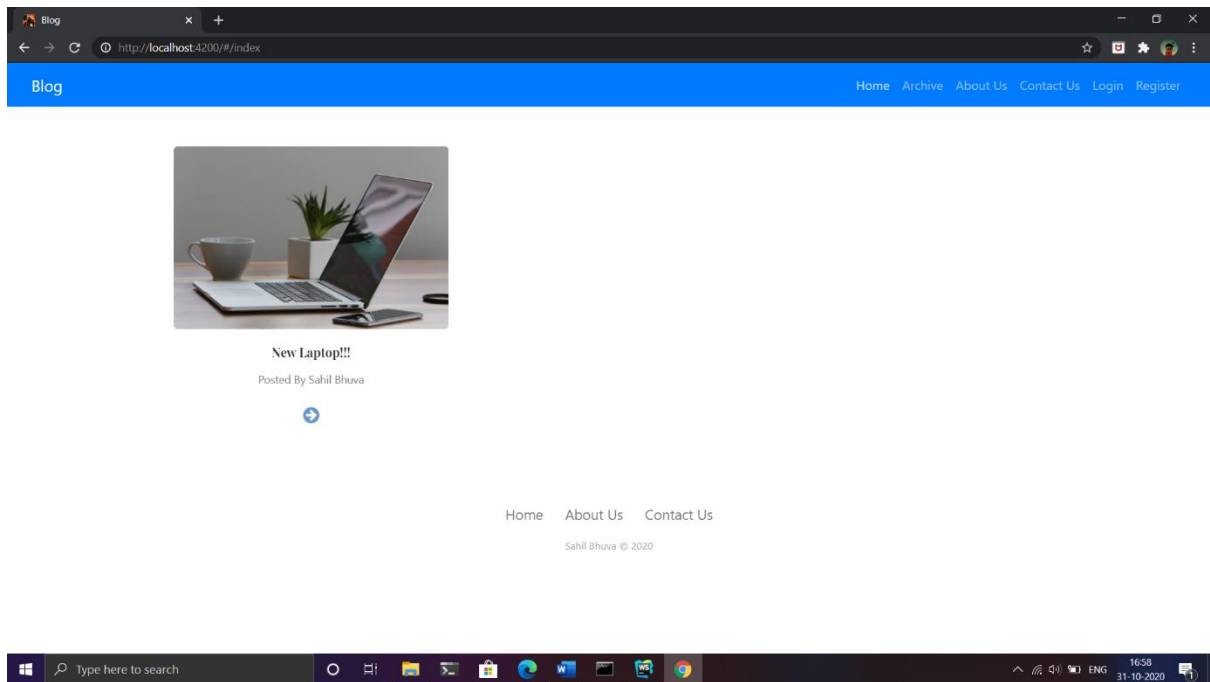 Blog
http://localhost:4200/#/index
Blog
Home Archive About Us Contact Us Login Register
New Laptop!!!
Posted By Sahil Bhuva
Home About Us Contact Us
Sahil Bhuva © 2020
Type here to search
ENG
16:58
31-10-2020